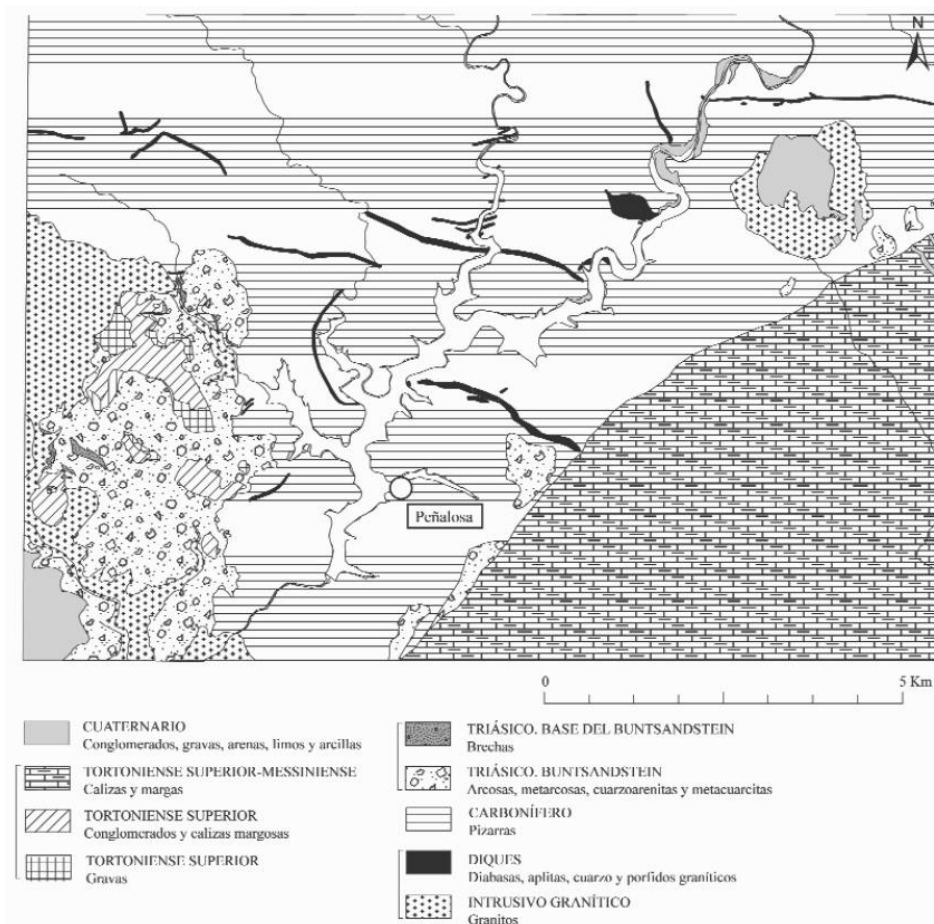 N
Peñalosa
0
5 Km
CUATERNARIO
Conglomerados, gravas, arenas, limos y arcillas
TORTONIENSE SUPERIOR-MESSINIENSE
Calizas y margas
TORTONIENSE SUPERIOR
Conglomerados y calizas margosas
TORTONIENSE SUPERIOR
Gravas
TRIÁSICO. BASE DEL BUNTSANDSTEIN
Brechas
TRIÁSICO. BUNTSANDSTEIN
Arcosas, metarcosas, cuarzoarenitas y metacuarcitas
CARBONÍFERO
Pizarras
DIQUES
Diabasas, aplitas, cuarzo y porfidos graníticos
INTRUSIVO GRANÍTICO
Granitos